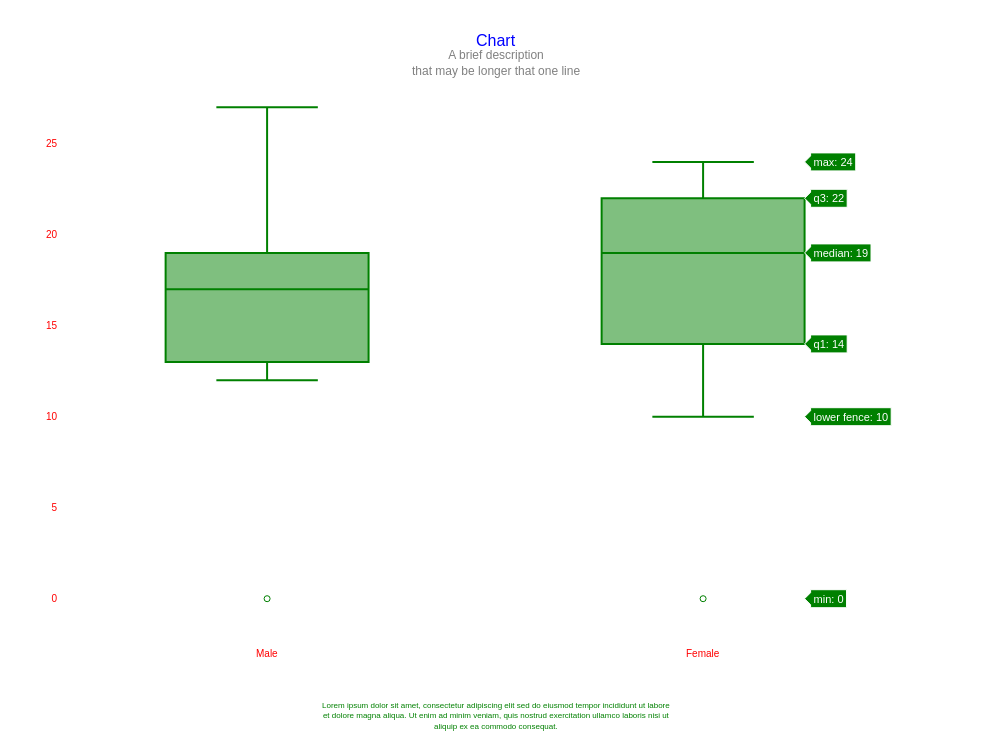 Chart
A brief description
that may be longer that one line
25
20
15
10
5
0
max: 24
q3: 22
median: 19
q1: 14
lower fence: 10
min: 0
Male
Female
Lorem ipsum dolor sit amet, consectetur adipiscing elit sed do eiusmod tempor incididunt ut labore
et dolore magna aliqua. Ut enim ad minim veniam, quis nostrud exercitation ullamco laboris nisi ut
aliquip ex ea commodo consequat.